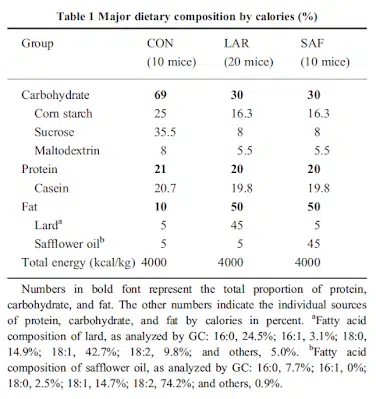 Table 1 Major dietary composition by calories (%)
Group CON LAR SAF
(10 mice) (20 mice) (10 mice)
Carbohydrate 69 30 30
Corn starch 25 16.3 16.3
Sucrose 35.5 8 8
Maltodextrin 8 5.5 5.5
Protein 21 20 20
Casein 20.7 19.8 19.8
Fat 10 50 50
Lardᵃ 5 45 5
Safflower oilᵇ 5 5 45
Total energy (kcal/kg) 4000 4000 4000
Numbers in bold font represent the total proportion of protein,
carbohydrate, and fat. The other numbers indicate the individual sources
of protein, carbohydrate, and fat by calories in percent. ᵃFatty acid
composition of lard, as analyzed by GC: 16:0, 24.5%; 16:1, 3.1%; 18:0,
14.9%; 18:1, 42.7%; 18:2, 9.8%; and others, 5.0%. ᵇFatty acid
composition of safflower oil, as analyzed by GC: 16:0, 7.7%; 16:1, 0%;
18:0, 2.5%; 18:1, 14.7%; 18:2, 74.2%; and others, 0.9%.